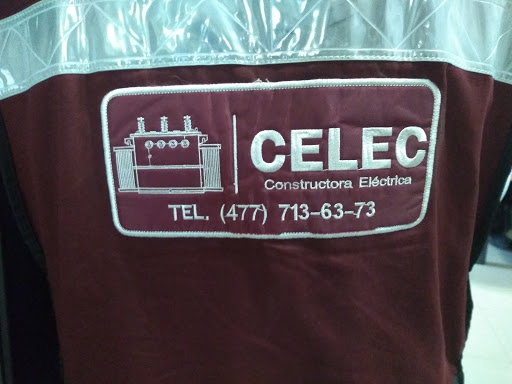 CELEC
Constructora Eléctrica
TEL. (477) 713-63-73